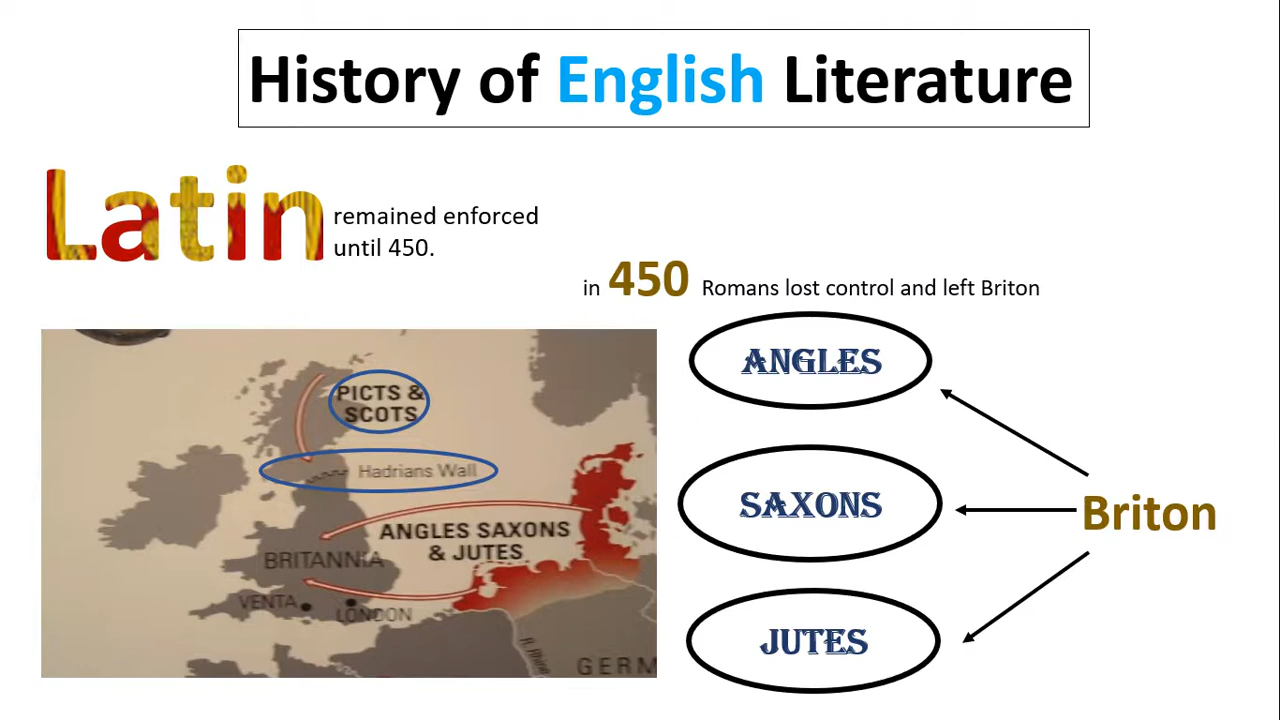 History of English Literature
Latin remained enforced
until 450.
in 450 Romans lost control and left Briton
PICTS &
SCOTS
Hadrians Wall
ANGLES SAXONS
& JUTES
BRITANNIA
VENTA
LONDON
R. Rhine
GERM
ANGLES
SAXONS
JUTES
Briton